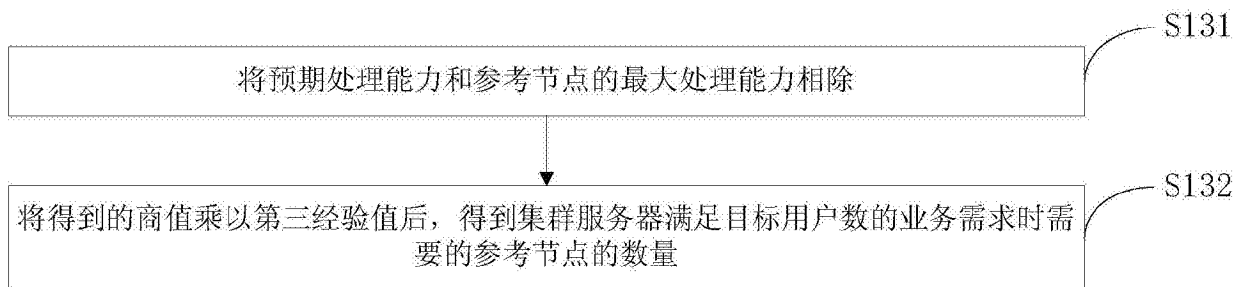 S131
将预期处理能力和参考节点的最大处理能力相除
S132
将得到的商值乘以第三经验值后，得到集群服务器满足目标用户数的业务需求时需
要的参考节点的数量